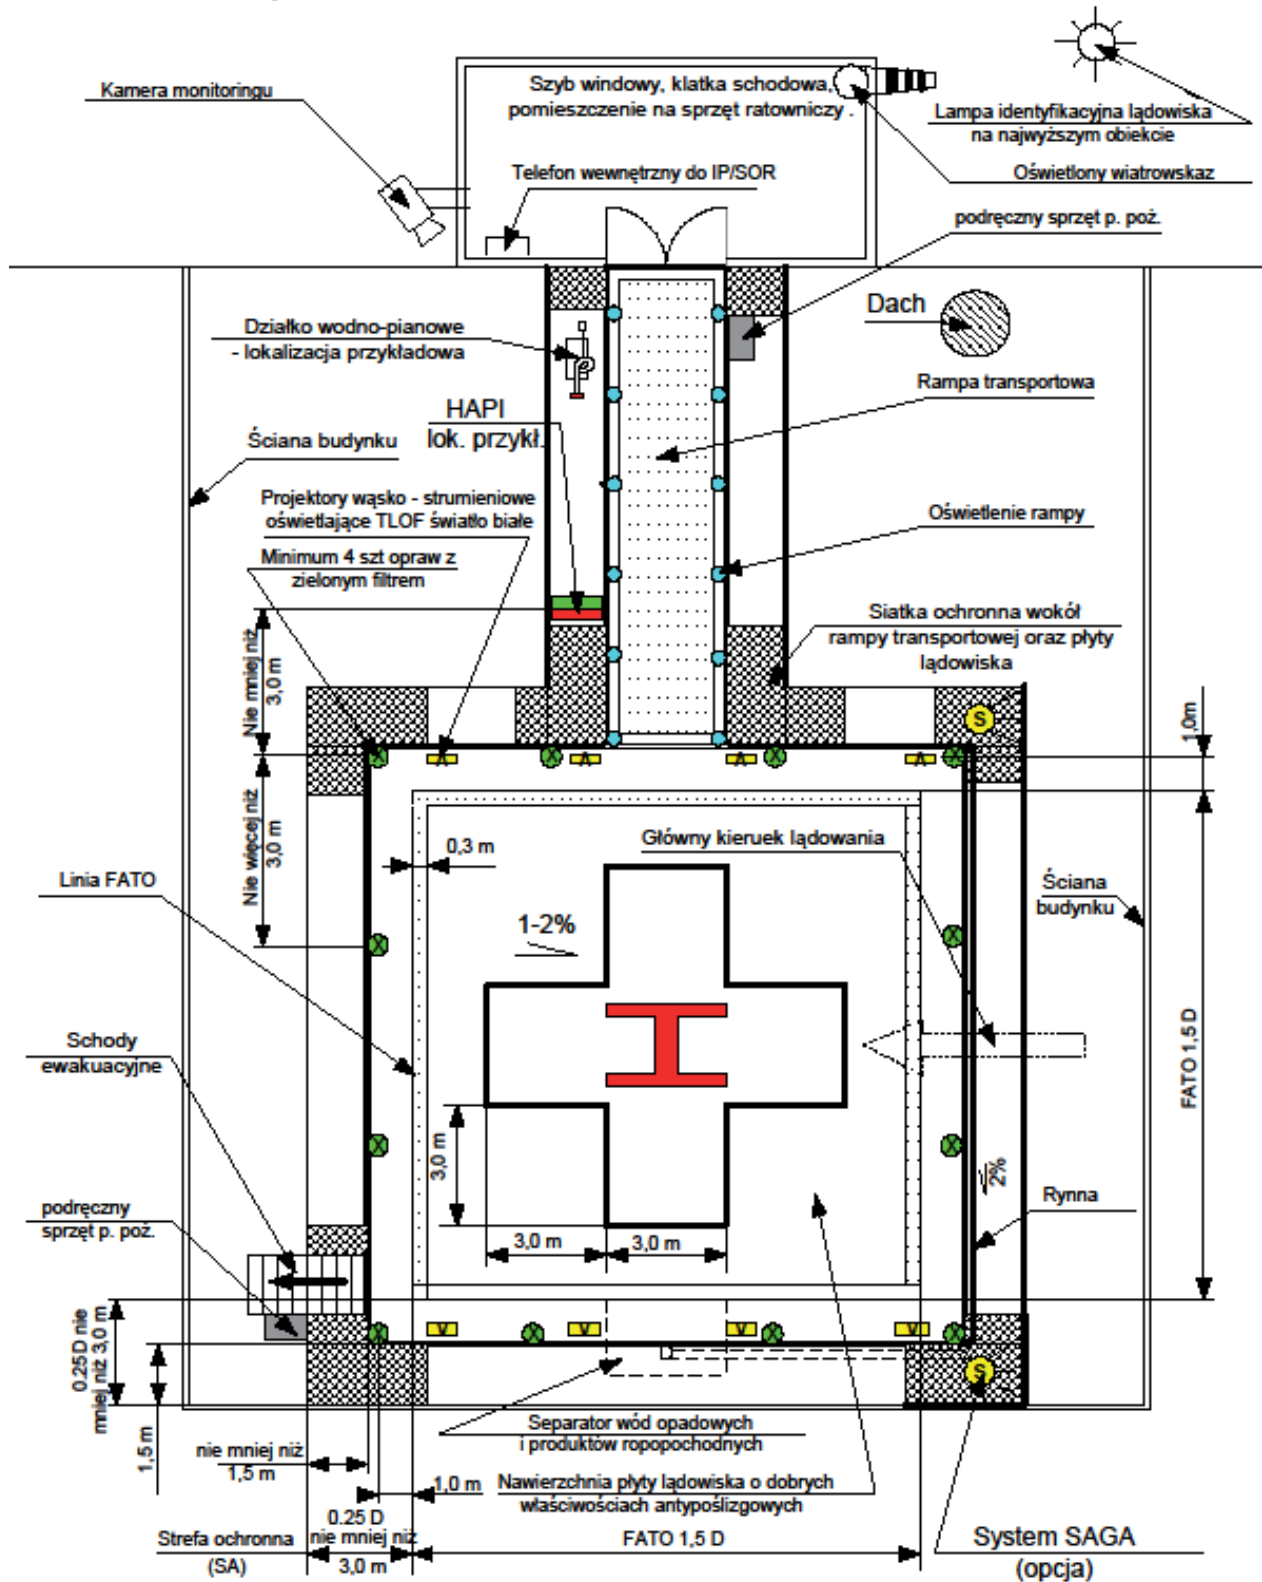 Kamera monitoringu
Szyb windowy, klatka schodowa,
pomieszczenie na sprzęt ratowniczy .
Lampa identyfikacyjna lądowiska
na najwyższym obiekcie
Telefon wewnętrzny do IP/SOR
Oświetlony wiatrowskaz
podręczny sprzęt p. poż.
Działko wodno-pianowe
- lokalizacja przykładowa
Dach
Rampa transportowa
HAPI
lok. przykł.
Ściana budynku
Projektory wąsko - strumieniowe
oświetlające TLOF światło białe
Oświetlenie rampy
Minimum 4 szt opraw z
zielonym filtrem
Siatka ochronna wokół
rampy transportowej oraz płyty
lądowiska
Nie mniej niż
3,0 m
S
1,0m
X
X
X
X
Λ
Λ
Λ
Λ
Nie więcej niż
3,0 m
0,3 m
Główny kieruek lądowania
Linia FATO
Ściana
budynku
1-2%
X
X
H
Schody
ewakuacyjne
FATO 1,5 D
X
X
3,0 m
2%
Rynna
podręczny
sprzęt p. poż.
3,0 m
3,0 m
0.25D nie
mniej niż 3,0 m
X
X
X
X
V
V
V
V
S
1,5 m
Separator wód opadowych
i produktów ropopochodnych
nie mniej niż
1,5 m
1,0 m
Nawierzchnia płyty lądowiska o dobrych
właściwościach antypoślizgowych
Strefa ochronna
(SA)
0.25 D
nie mniej niż
3,0 m
FATO 1,5 D
System SAGA
(opcja)